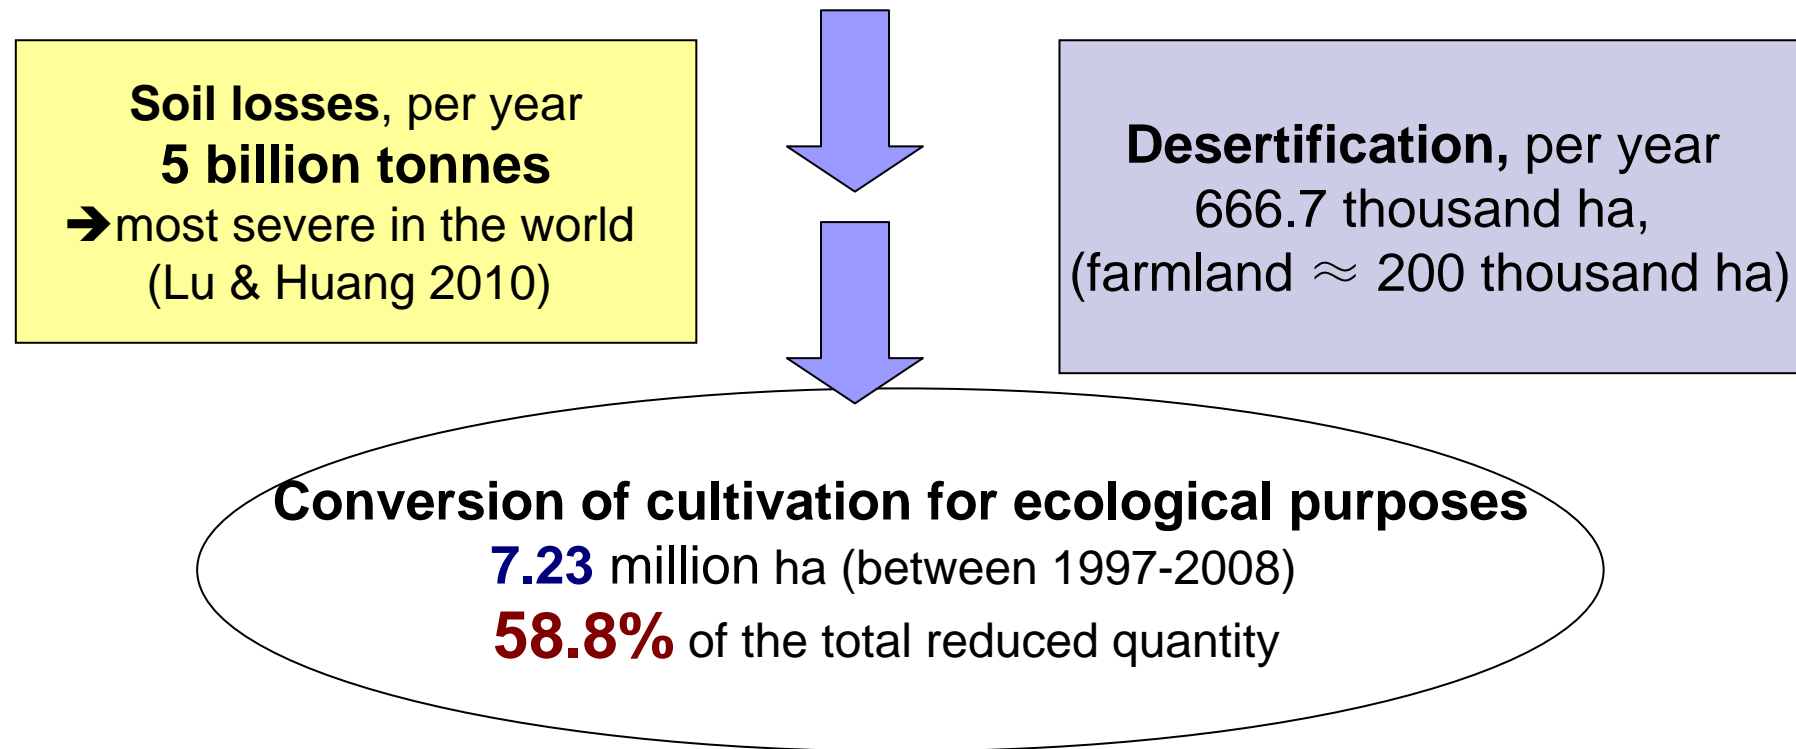 Soil losses, per year
5 billion tonnes
➔most severe in the world
(Lu & Huang 2010)
Desertification, per year
666.7 thousand ha,
(farmland ≈ 200 thousand ha)
Conversion of cultivation for ecological purposes
7.23 million ha (between 1997-2008)
58.8% of the total reduced quantity